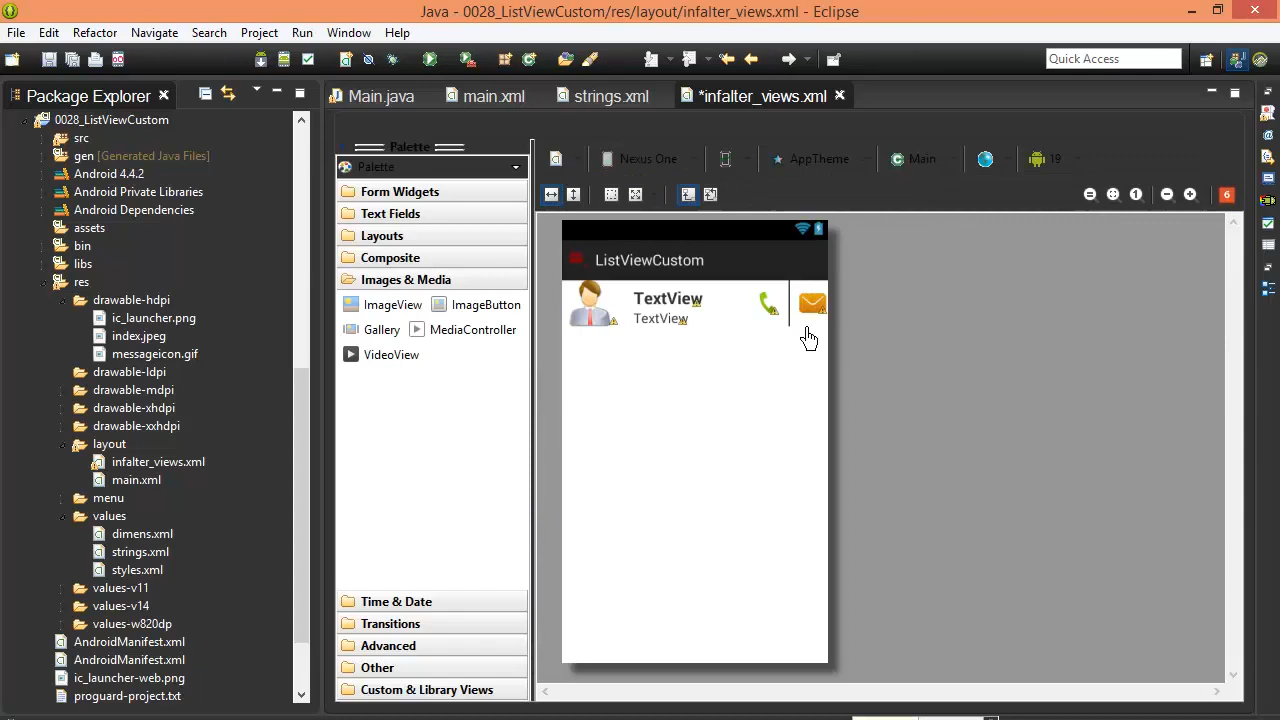 Java - 0028_ListViewCustom/res/layout/infalter_views.xml - Eclipse
File Edit Refactor Navigate Search Project Run Window Help
Quick Access
Package Explorer
Main.java main.xml strings.xml *infalter_views.xml
0028_ListViewCustom
src
gen [Generated Java Files]
Android 4.4.2
Android Private Libraries
Android Dependencies
assets
bin
libs
res
drawable-hdpi
ic_launcher.png
index.jpeg
messageicon.gif
drawable-ldpi
drawable-mdpi
drawable-xhdpi
drawable-xxhdpi
layout
infalter_views.xml
main.xml
menu
values
dimens.xml
strings.xml
styles.xml
values-v11
values-v14
values-w820dp
AndroidManifest.xml
AndroidManifest.xml
ic_launcher-web.png
proguard-project.txt
Palette
Palette
Form Widgets
Text Fields
Layouts
Composite
Images & Media
ImageView ImageButton
Gallery MediaController
VideoView
Time & Date
Transitions
Advanced
Other
Custom & Library Views
Nexus One AppTheme Main 19
1 6
ListViewCustom
TextView
TextView